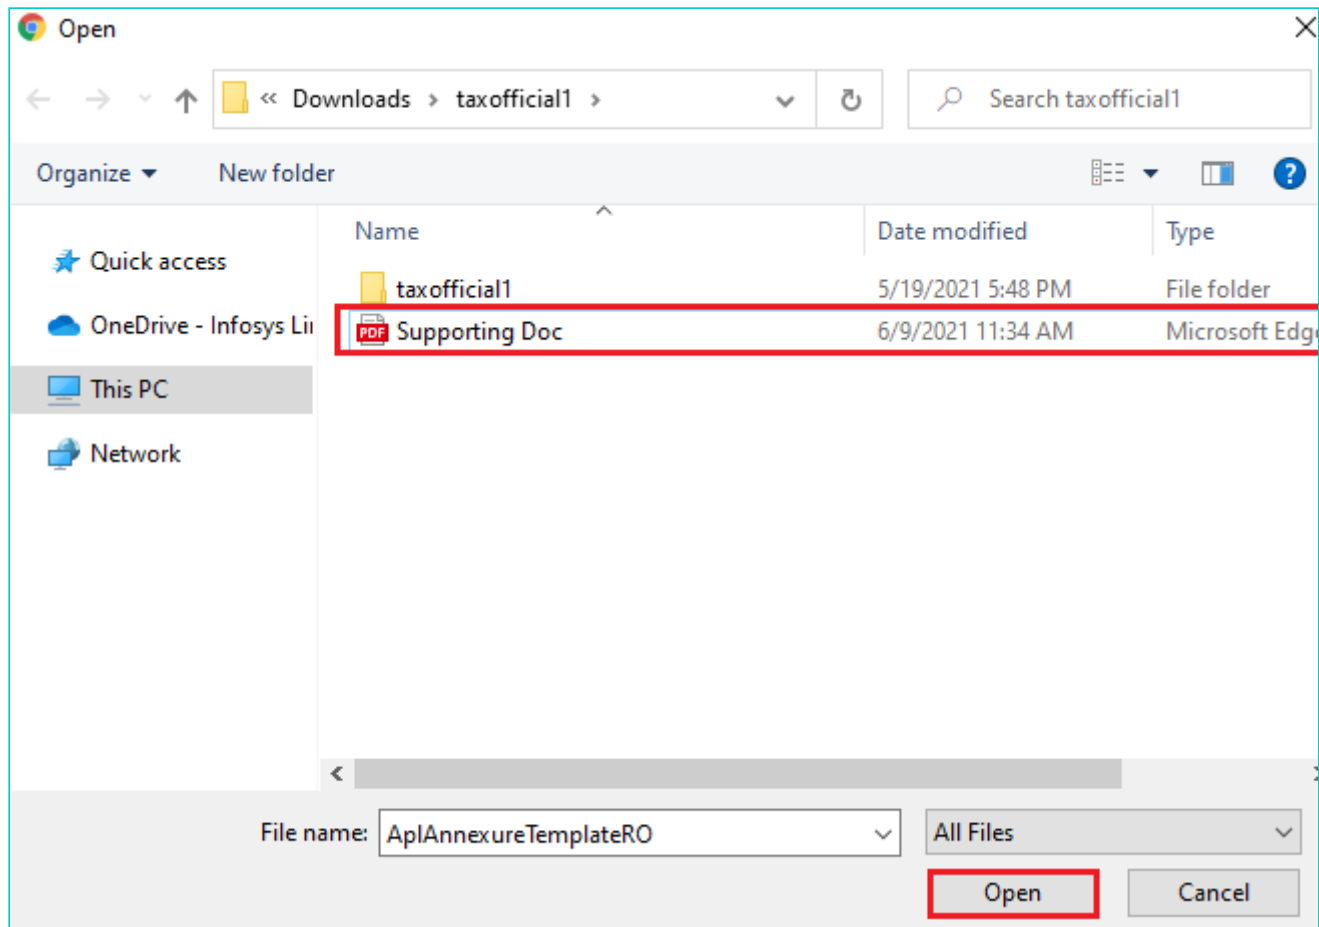 Open
Downloads > taxofficial1 >
Search taxofficial1
Organize
New folder
?
Name
Date modified
Type
Quick access
taxofficial1
5/19/2021 5:48 PM
File folder
OneDrive - Infosys Li
PDF
Supporting Doc
6/9/2021 11:34 AM
Microsoft Edg
This PC
Network
File name:
AplAnnexureTemplateRO
All Files
Open
Cancel